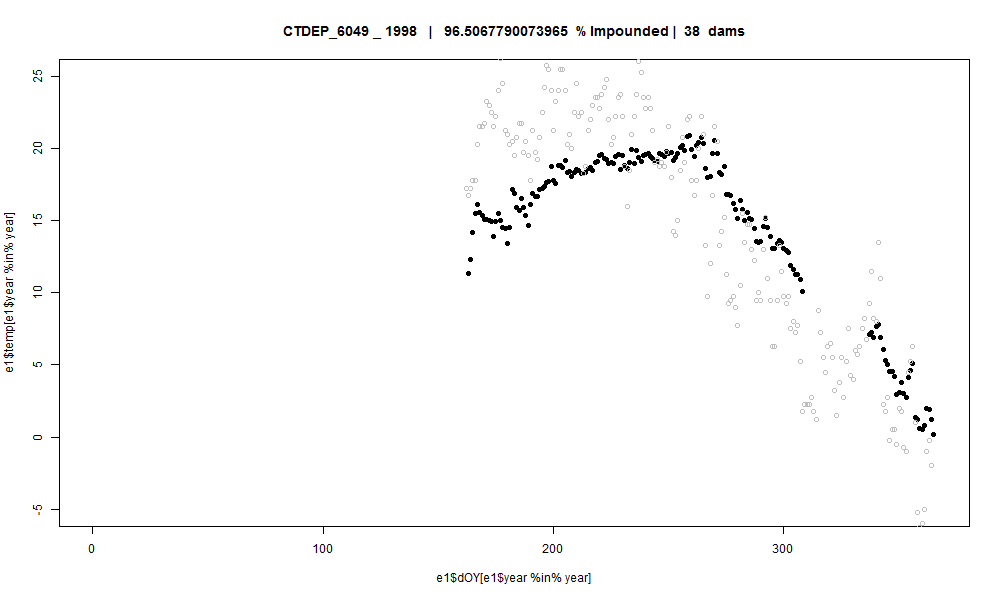 CTDEP_6049 _ 1998 | 96.5067790073965 % Impounded | 38 dams
25
20
15
10
5
0
-5
e1$temp[e1$year %in% year]
0 100 200 300
e1$dOY[e1$year %in% year]